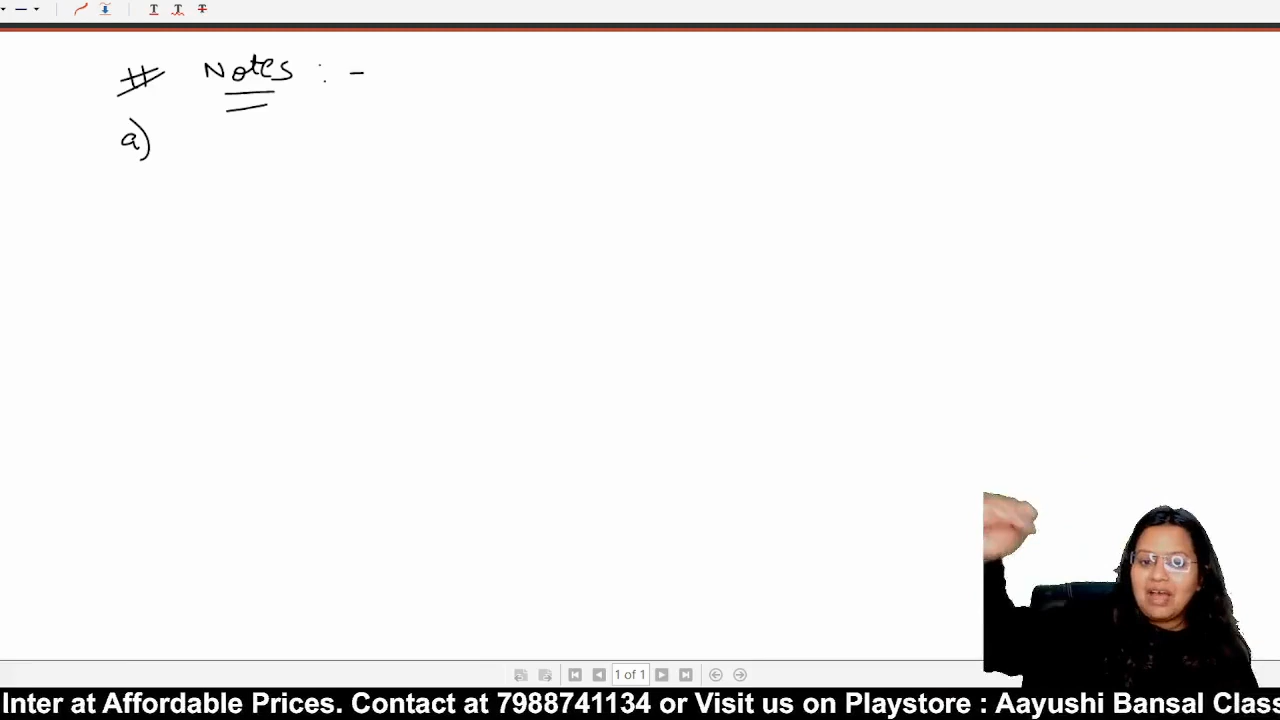 # Notes : -
a)
1 of 1
Inter at Affordable Prices. Contact at 7988741134 or Visit us on Playstore : Aayushi Bansal Class